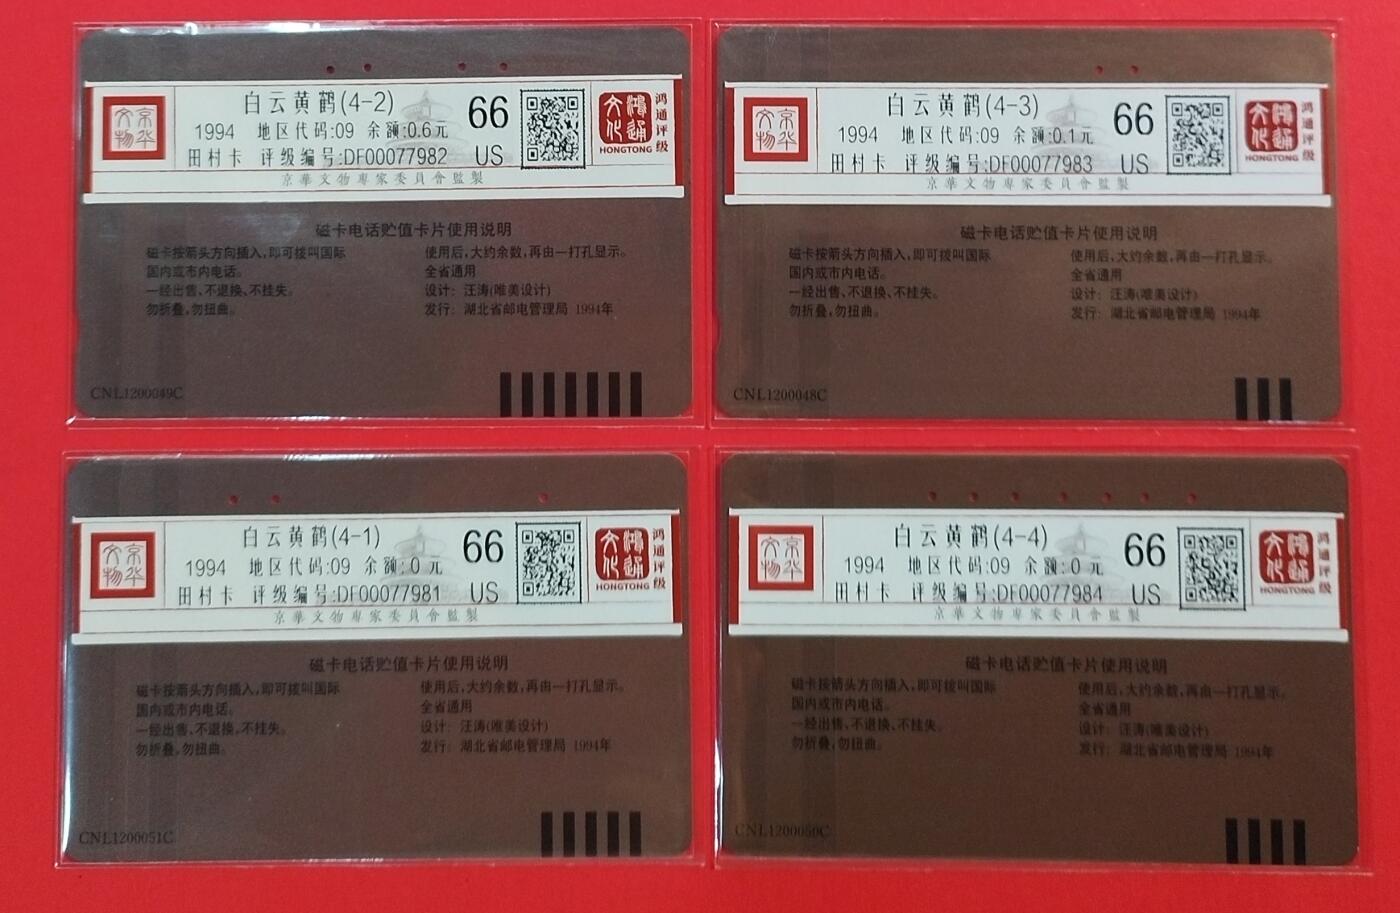 京华
文物
白云黄鹤(4-2)
1994 地区代码:09 余额:0.6元
田村卡 评级编号:DF00077982
66
US
鸿通
文化
HONGTONG
鸿通评级
京華文物專家委員會監製
磁卡电话贮值卡片使用说明
磁卡按箭头方向插入,即可拨叫国际
国内或市内电话。
一经出售、不退换、不挂失。
勿折叠,勿扭曲。
使用后,大约余数,再由一打孔显示。
全省通用
设计：汪涛(唯美设计)
发行：湖北省邮电管理局 1994年
CNL1200049C
京华
文物
白云黄鹤(4-3)
1994 地区代码:09 余额:0.1元
田村卡 评级编号:DF00077983
66
US
鸿通
文化
HONGTONG
鸿通评级
京華文物專家委員會監製
磁卡电话贮值卡片使用说明
磁卡按箭头方向插入,即可拨叫国际
国内或市内电话。
一经出售、不退换、不挂失。
勿折叠,勿扭曲。
使用后,大约余数,再由一打孔显示。
全省通用
设计：汪涛(唯美设计)
发行：湖北省邮电管理局 1994年
CNL1200048C
京华
文物
白云黄鹤(4-1)
1994 地区代码:09 余额:0元
田村卡 评级编号:DF00077981
66
US
鸿通
文化
HONGTONG
鸿通评级
京華文物專家委員會監製
磁卡电话贮值卡片使用说明
磁卡按箭头方向插入,即可拨叫国际
国内或市内电话。
一经出售、不退换、不挂失。
勿折叠,勿扭曲。
使用后,大约余数,再由一打孔显示。
全省通用
设计：汪涛(唯美设计)
发行：湖北省邮电管理局 1994年
CNL1200051C
京华
文物
白云黄鹤(4-4)
1994 地区代码:09 余额:0元
田村卡 评级编号:DF00077984
66
US
鸿通
文化
HONGTONG
鸿通评级
京華文物專家委員會監製
磁卡电话贮值卡片使用说明
磁卡按箭头方向插入,即可拨叫国际
国内或市内电话。
一经出售、不退换、不挂失。
勿折叠,勿扭曲。
使用后,大约余数,再由一打孔显示。
全省通用
设计：汪涛(唯美设计)
发行：湖北省邮电管理局 1994年
CNL1200050C